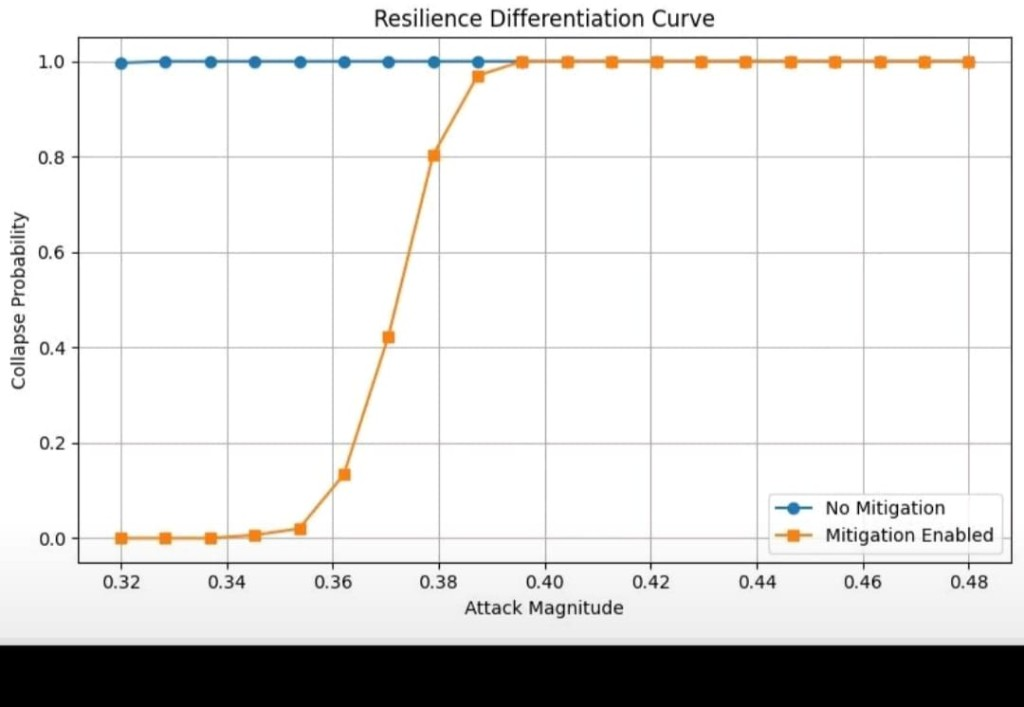 Resilience Differentiation Curve
Collapse Probability
1.0
0.8
0.6
0.4
0.2
0.0
No Mitigation
Mitigation Enabled
0.32 0.34 0.36 0.38 0.40 0.42 0.44 0.46 0.48
Attack Magnitude